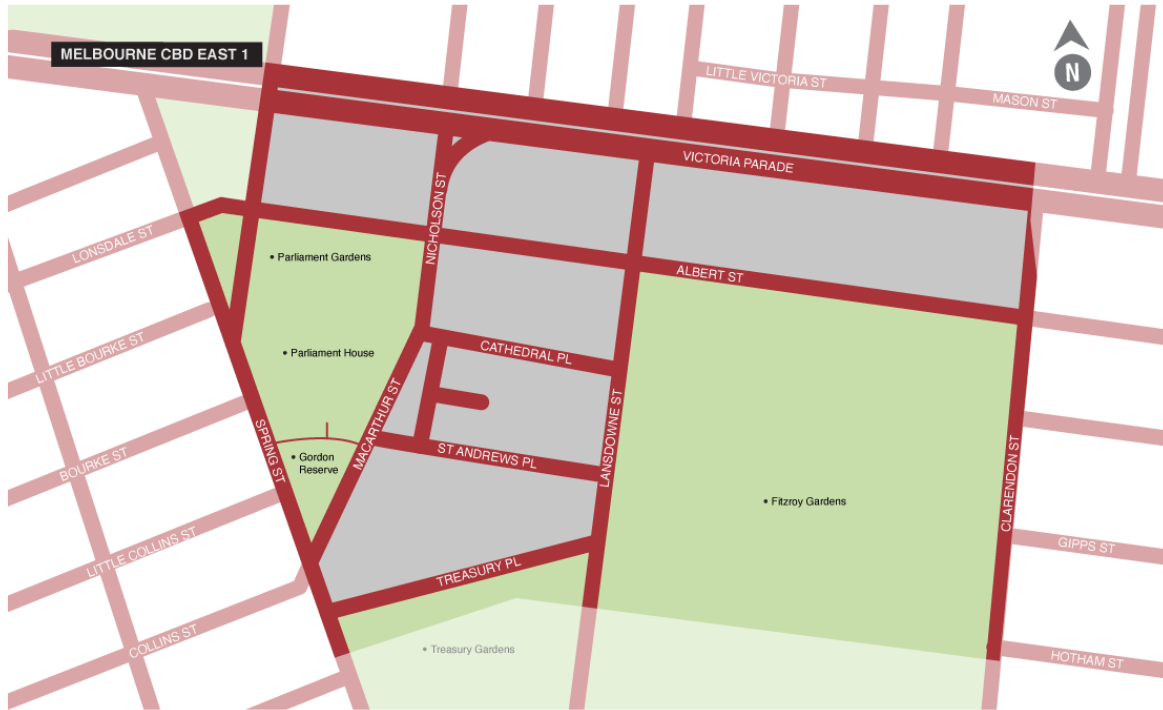 MELBOURNE CBD EAST 1
N
LITTLE VICTORIA ST
MASON ST
VICTORIA PARADE
NICHOLSON ST
LONSDALE ST
Parliament Gardens
ALBERT ST
LITTLE BOURKE ST
Parliament House
CATHEDRAL PL
MACARTHUR ST
LANSDOWNE ST
SPRING ST
BOURKE ST
Gordon
Reserve
ST ANDREWS PL
CLARENDON ST
Fitzroy Gardens
LITTLE COLLINS ST
GIPPS ST
TREASURY PL
COLLINS ST
Treasury Gardens
HOTHAM ST